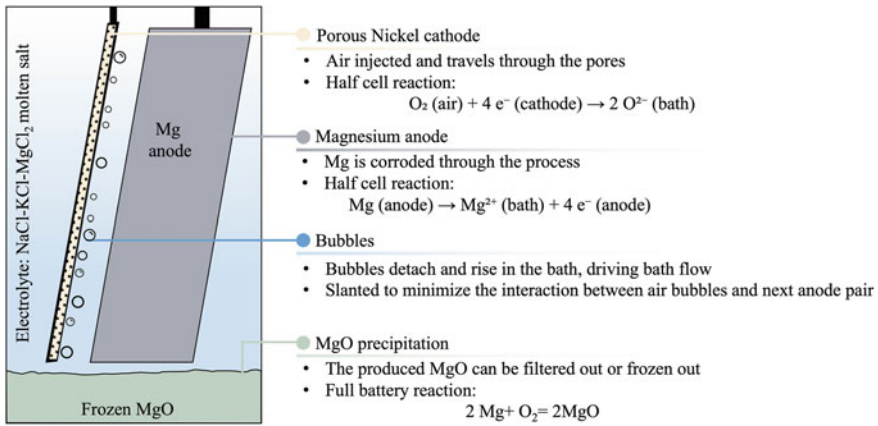 Electrolyte: NaCl-KCl-MgCl₂ molten salt
Mg
anode
Frozen MgO
Porous Nickel cathode
• Air injected and travels through the pores
• Half cell reaction:
O₂ (air) + 4 e⁻ (cathode) → 2 O²⁻ (bath)
Magnesium anode
• Mg is corroded through the process
• Half cell reaction:
Mg (anode) → Mg²⁺ (bath) + 4 e⁻ (anode)
Bubbles
• Bubbles detach and rise in the bath, driving bath flow
• Slanted to minimize the interaction between air bubbles and next anode pair
MgO precipitation
• The produced MgO can be filtered out or frozen out
• Full battery reaction:
2 Mg+ O₂= 2MgO